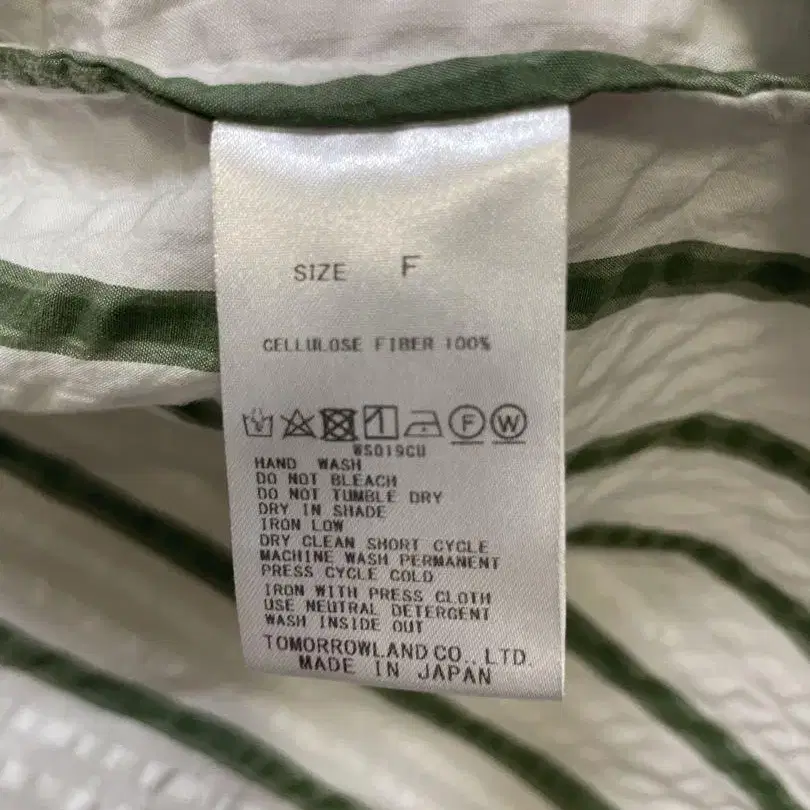 SIZE F
CELLULOSE FIBER 100%
F W
WS019CU
HAND WASH
DO NOT BLEACH
DO NOT TUMBLE DRY
DRY IN SHADE
IRON LOW
DRY CLEAN SHORT CYCLE
MACHINE WASH PERMANENT
PRESS CYCLE COLD
IRON WITH PRESS CLOTH
USE NEUTRAL DETERGENT
WASH INSIDE OUT
TOMORROWLAND CO., LTD.
MADE IN JAPAN